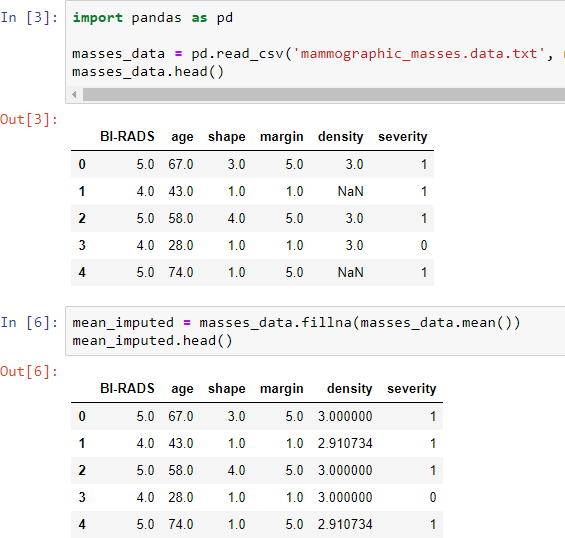 In [3]: import pandas as pd
masses_data = pd.read_csv('mammographic_masses.data.txt',
masses_data.head()
Out[3]:
BI-RADS age shape margin density severity
0 5.0 67.0 3.0 5.0 3.0 1
1 4.0 43.0 1.0 1.0 NaN 1
2 5.0 58.0 4.0 5.0 3.0 1
3 4.0 28.0 1.0 1.0 3.0 0
4 5.0 74.0 1.0 5.0 NaN 1
In [6]: mean_imputed = masses_data.fillna(masses_data.mean())
mean_imputed.head()
Out[6]:
BI-RADS age shape margin density severity
0 5.0 67.0 3.0 5.0 3.000000 1
1 4.0 43.0 1.0 1.0 2.910734 1
2 5.0 58.0 4.0 5.0 3.000000 1
3 4.0 28.0 1.0 1.0 3.000000 0
4 5.0 74.0 1.0 5.0 2.910734 1